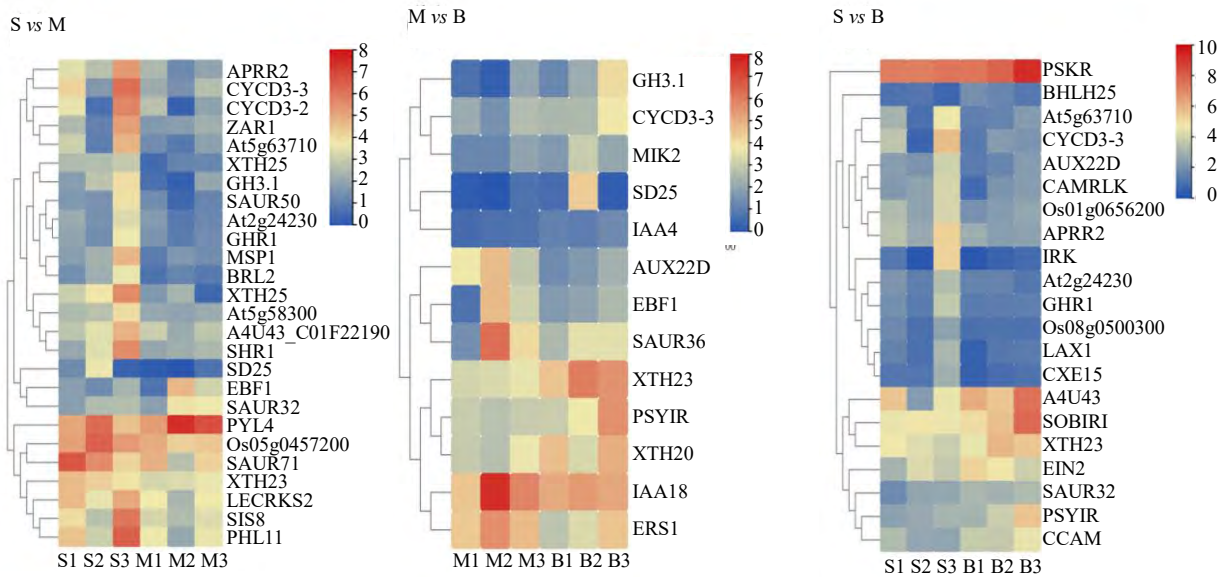 S vs M
APRR2
CYCD3-3
CYCD3-2
ZAR1
At5g63710
XTH25
GH3.1
SAUR50
At2g24230
GHR1
MSP1
BRL2
XTH25
At5g58300
A4U43_C01F22190
SHR1
SD25
EBF1
SAUR32
PYL4
Os05g0457200
SAUR71
XTH23
LECRKS2
SIS8
PHL11
S1 S2 S3 M1 M2 M3
8
7
6
5
4
3
2
1
0
M vs B
GH3.1
CYCD3-3
MIK2
SD25
IAA4
AUX22D
EBF1
SAUR36
XTH23
PSYIR
XTH20
IAA18
ERS1
M1 M2 M3 B1 B2 B3
8
7
6
5
4
3
2
1
0
S vs B
PSKR
BHLH25
At5g63710
CYCD3-3
AUX22D
CAMRLK
Os01g0656200
APRR2
IRK
At2g24230
GHR1
Os08g0500300
LAX1
CXE15
A4U43
SOBIRI
XTH23
EIN2
SAUR32
PSYIR
CCAM
S1 S2 S3 B1 B2 B3
10
8
6
4
2
0